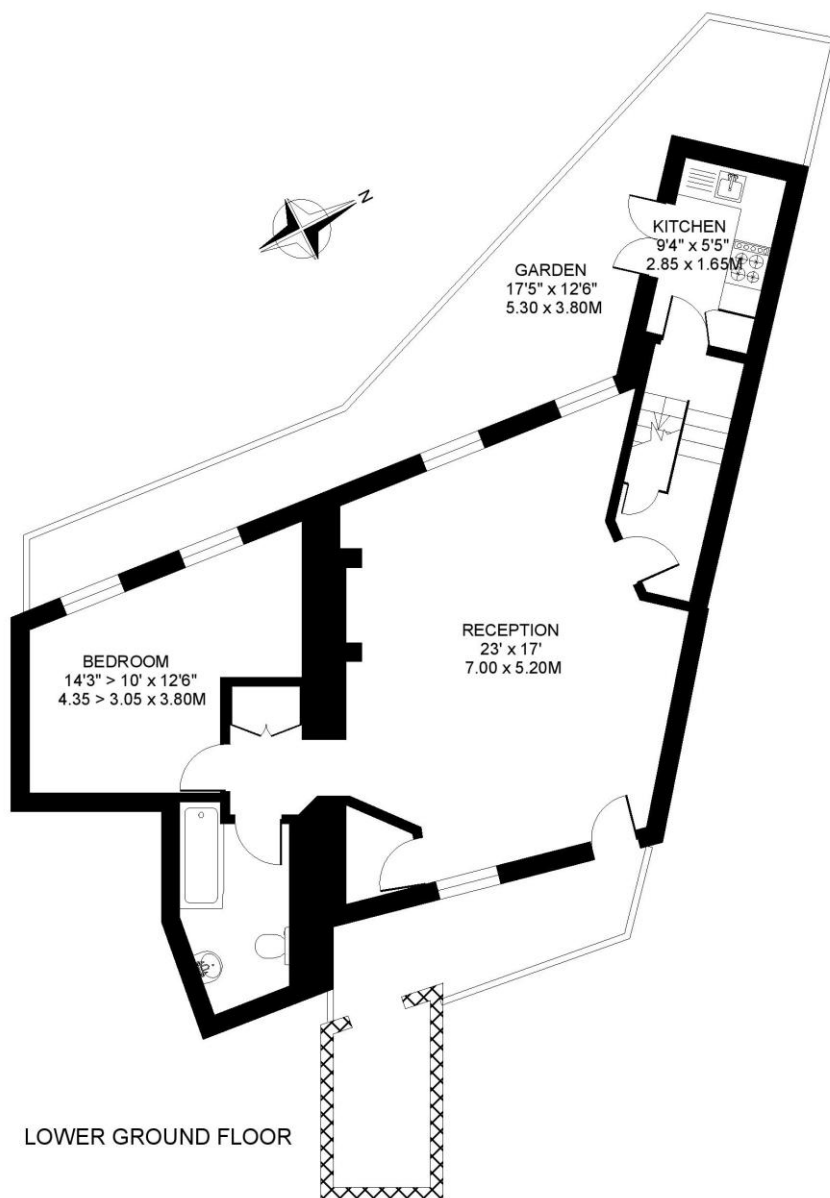 N
KITCHEN
9'4" x 5'5"
2.85 x 1.65M
GARDEN
17'5" x 12'6"
5.30 x 3.80M
RECEPTION
23' x 17'
7.00 x 5.20M
BEDROOM
14'3" > 10' x 12'6"
4.35 > 3.05 x 3.80M
LOWER GROUND FLOOR